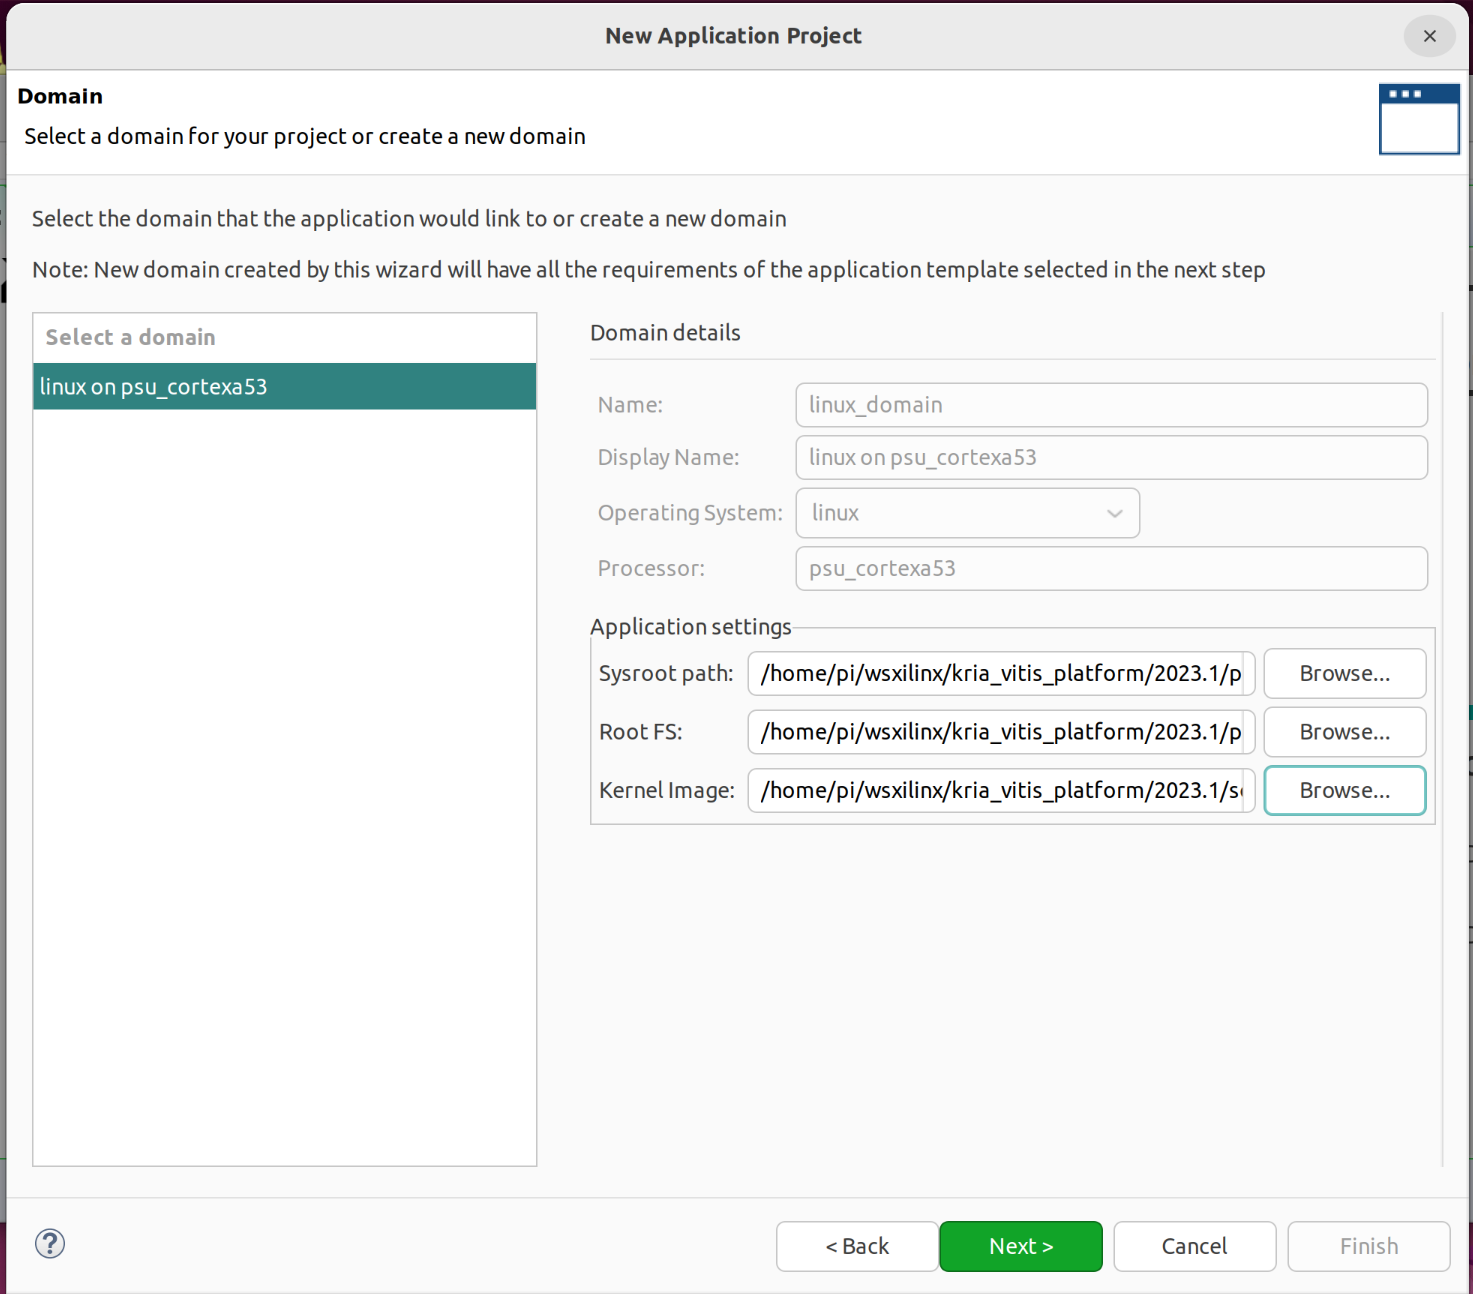 New Application Project
Domain
Select a domain for your project or create a new domain
Select the domain that the application would link to or create a new domain
Note: New domain created by this wizard will have all the requirements of the application template selected in the next step
Select a domain
linux on psu_cortexa53
Domain details
Name: linux_domain
Display Name: linux on psu_cortexa53
Operating System: linux
Processor: psu_cortexa53
Application settings
Sysroot path: /home/pi/wsxilinx/kria_vitis_platform/2023.1/p Browse...
Root FS: /home/pi/wsxilinx/kria_vitis_platform/2023.1/p Browse...
Kernel Image: /home/pi/wsxilinx/kria_vitis_platform/2023.1/s Browse...
? < Back Next > Cancel Finish